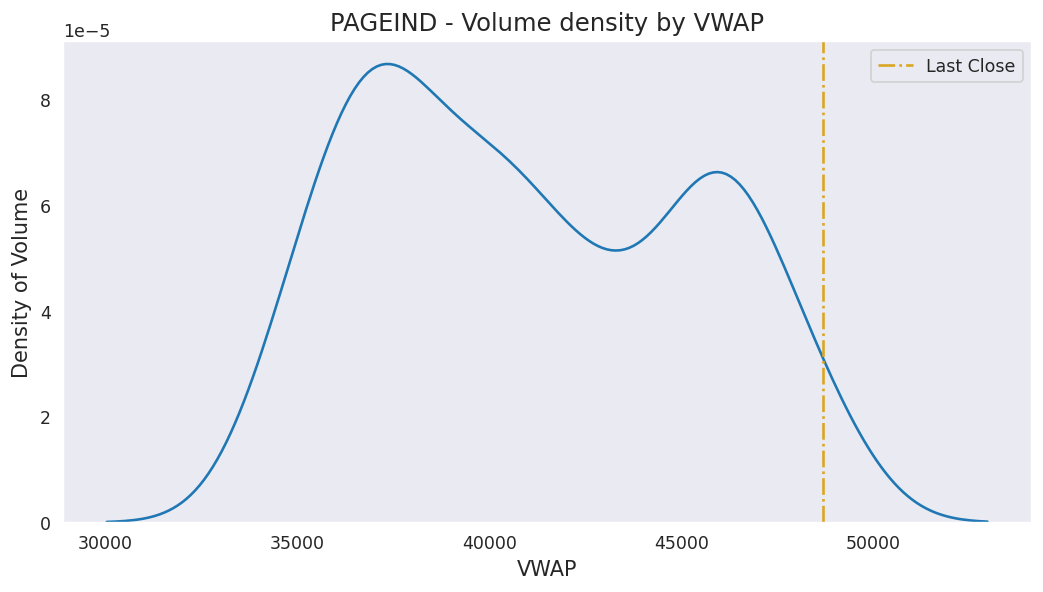 PAGEIND - Volume density by VWAP
1e−5
Last Close
8
6
4
2
0
Density of Volume
30000 35000 40000 45000 50000
VWAP